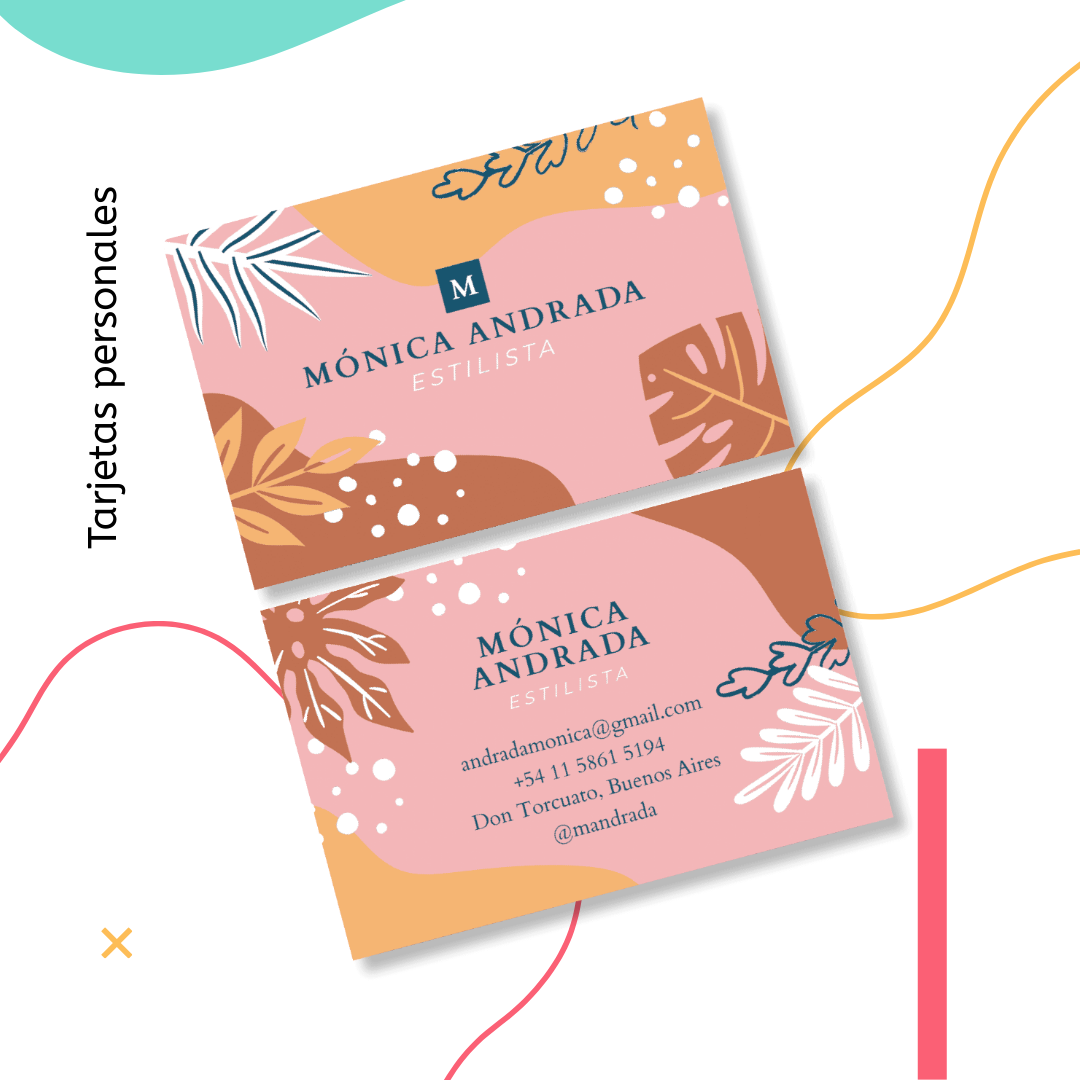 Tarjetas personales
M
MÓNICA ANDRADA
ESTILISTA
MÓNICA
ANDRADA
ESTILISTA
andradamonica@gmail.com
+54 11 5861 5194
Don Torcuato, Buenos Aires
@mandrada